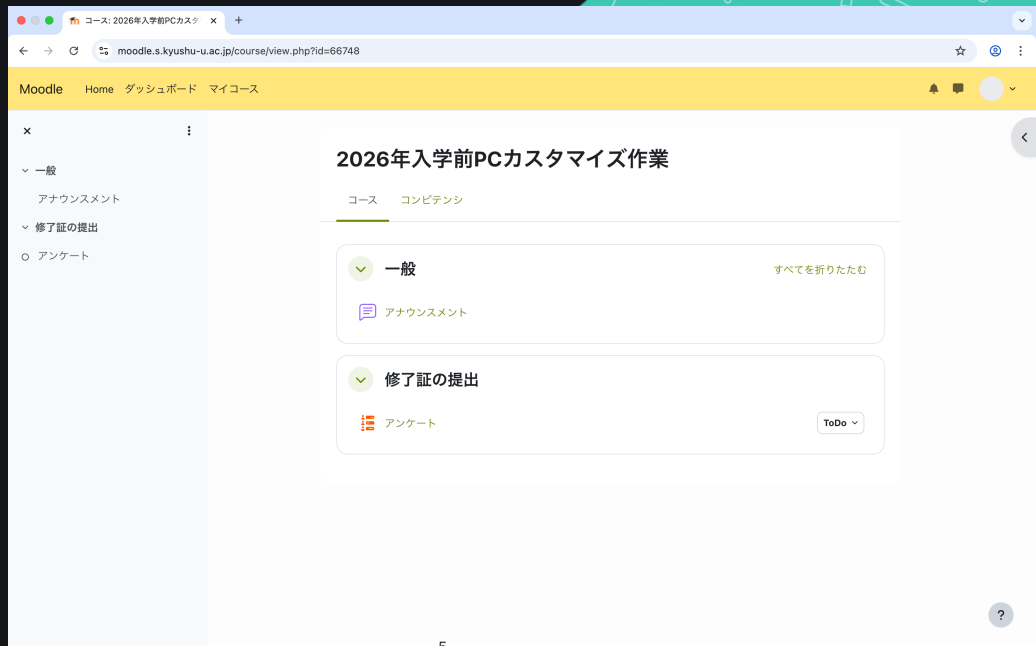 コース: 2026年入学前PCカスタ
moodle.s.kyushu-u.ac.jp/course/view.php?id=66748
Moodle Home ダッシュボード マイコース
一般
アナウンスメント
修了証の提出
アンケート
2026年入学前PCカスタマイズ作業
コース コンピテンシ
一般 すべてを折りたたむ
アナウンスメント
修了証の提出
アンケート ToDo
?